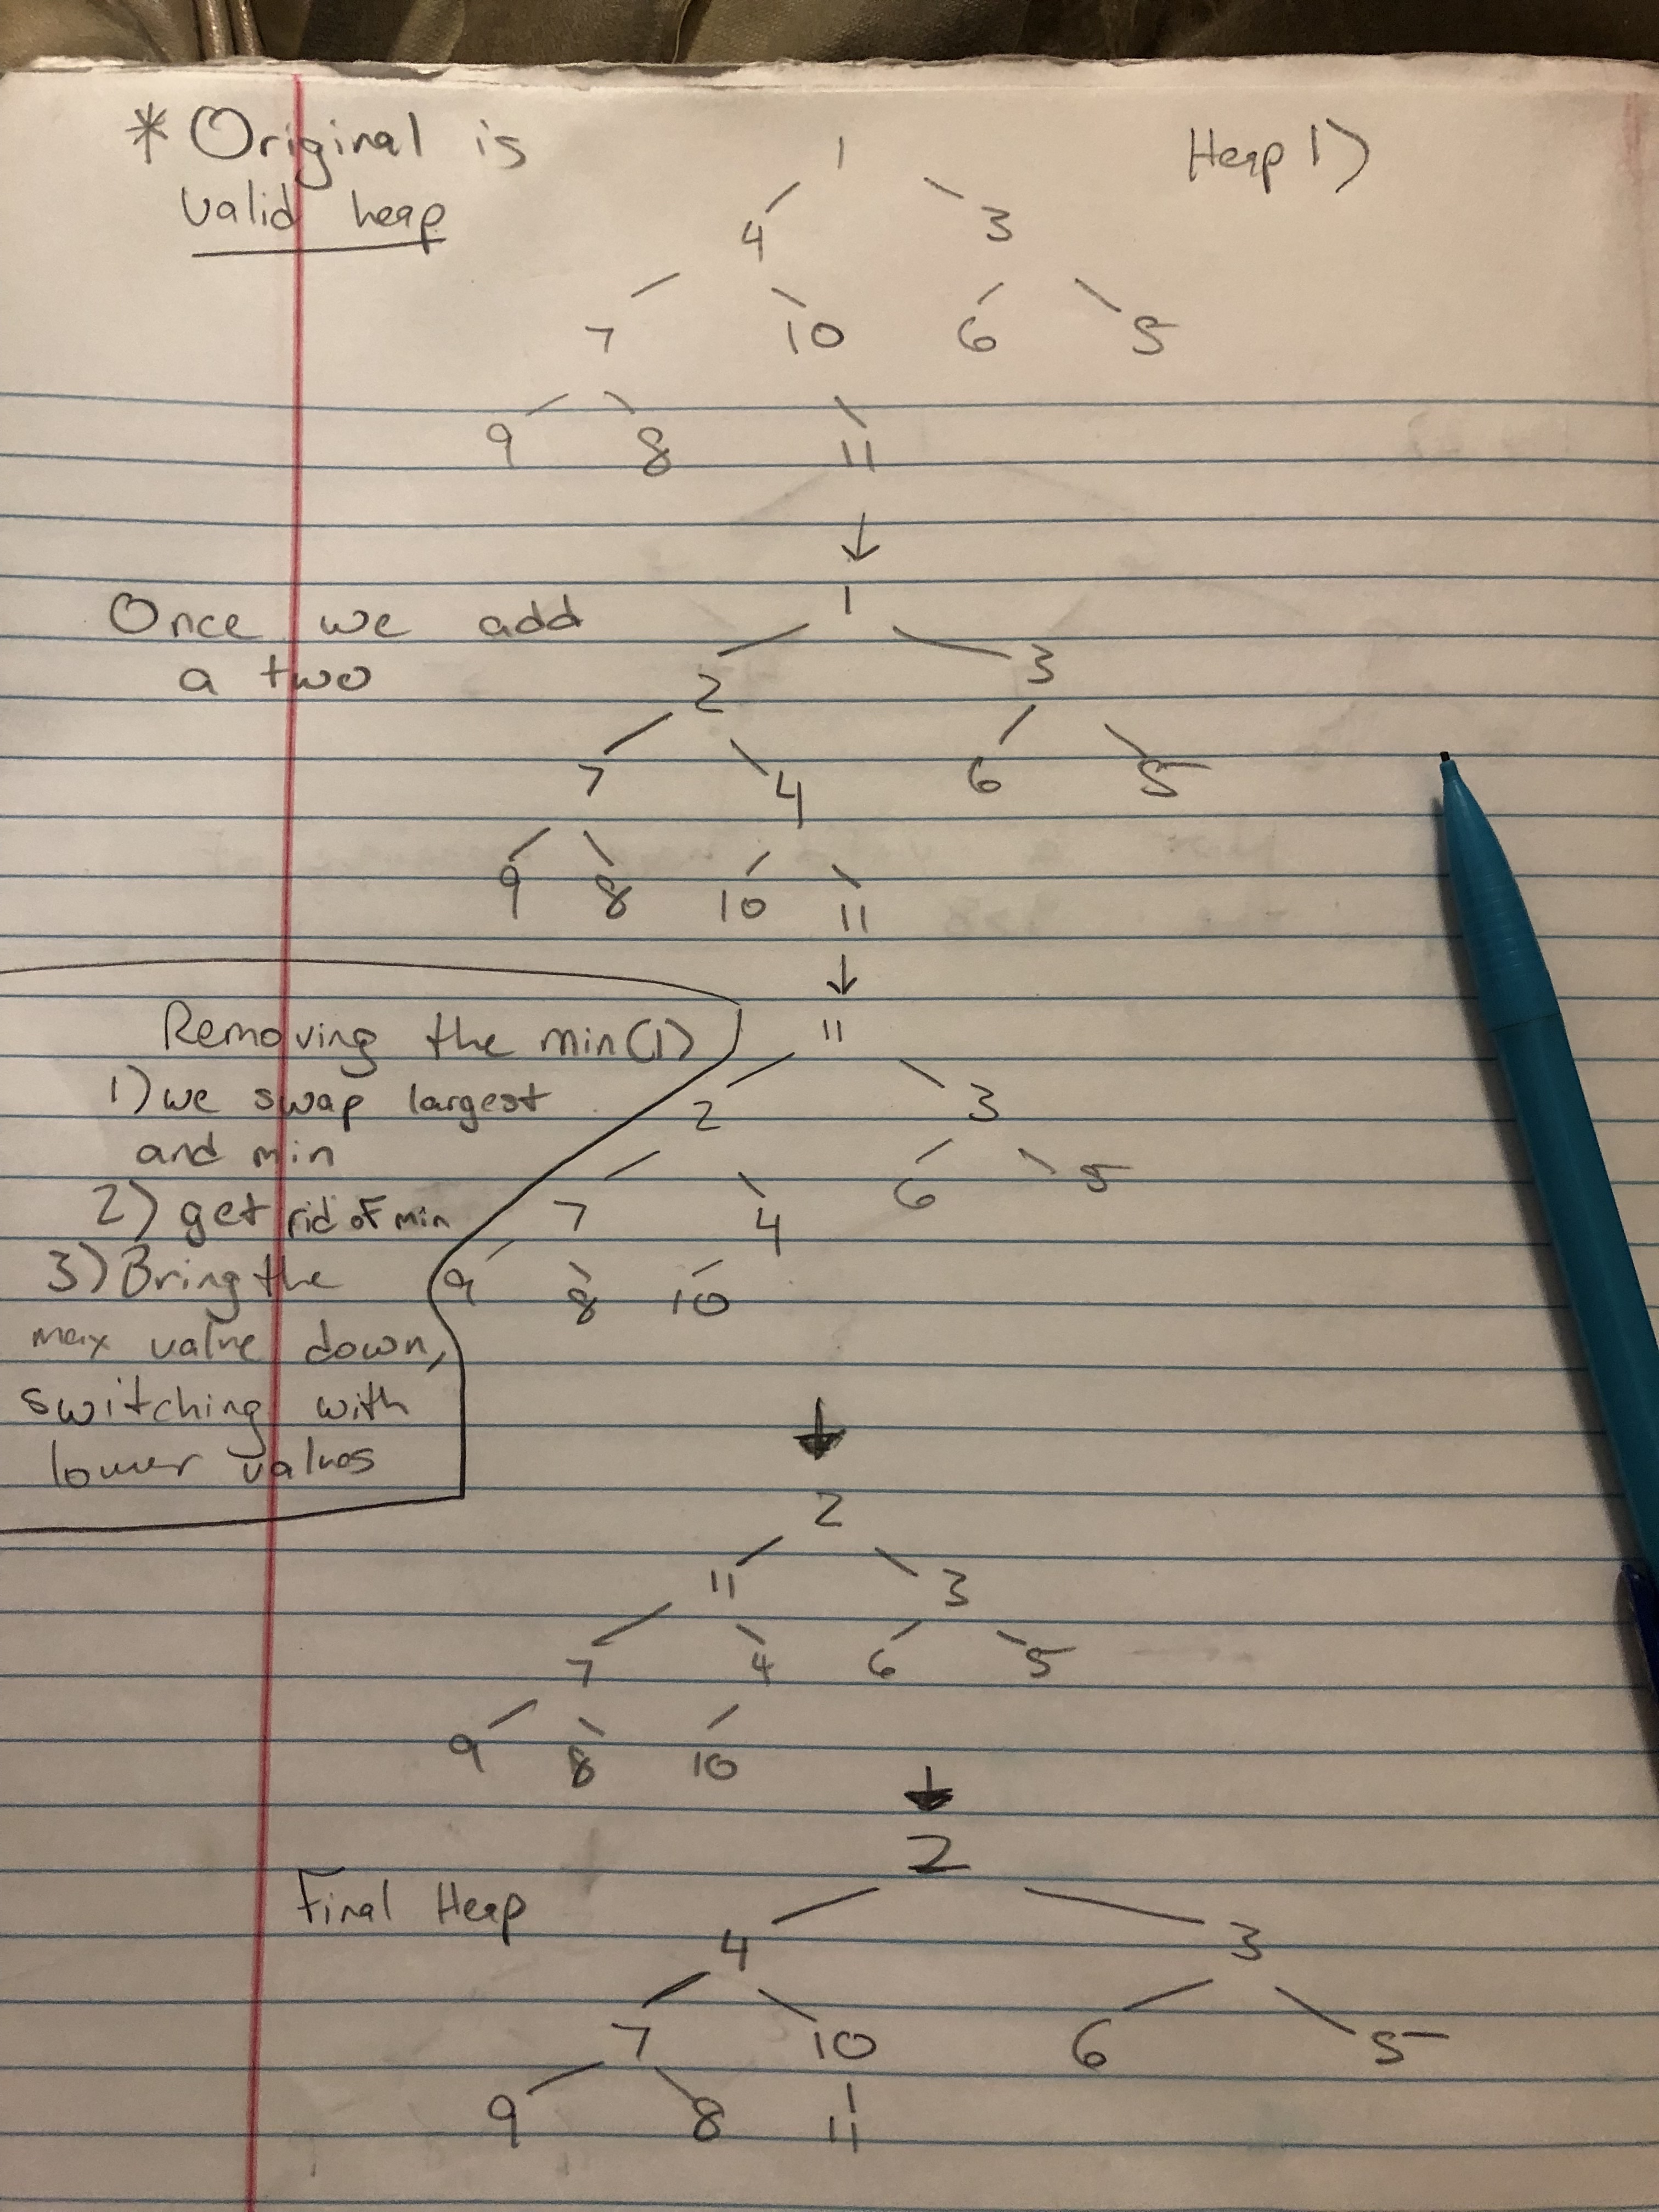 * Original is
valid heap
Heap 1)
1
4 3
7 10 6 5
9 8 11
Once we add
a two
1
2 3
7 4 6 5
9 8 10 11
Removing the min(1)
1) we swap largest
and min
2) get rid of min
3) Bring the
max value down,
switching with
lower values
11
2 3
7 4 6 5
9 8 10
2
11 3
7 4 6 5
9 8 10
Final Heap
2
4 3
7 10 6 5
9 8 11